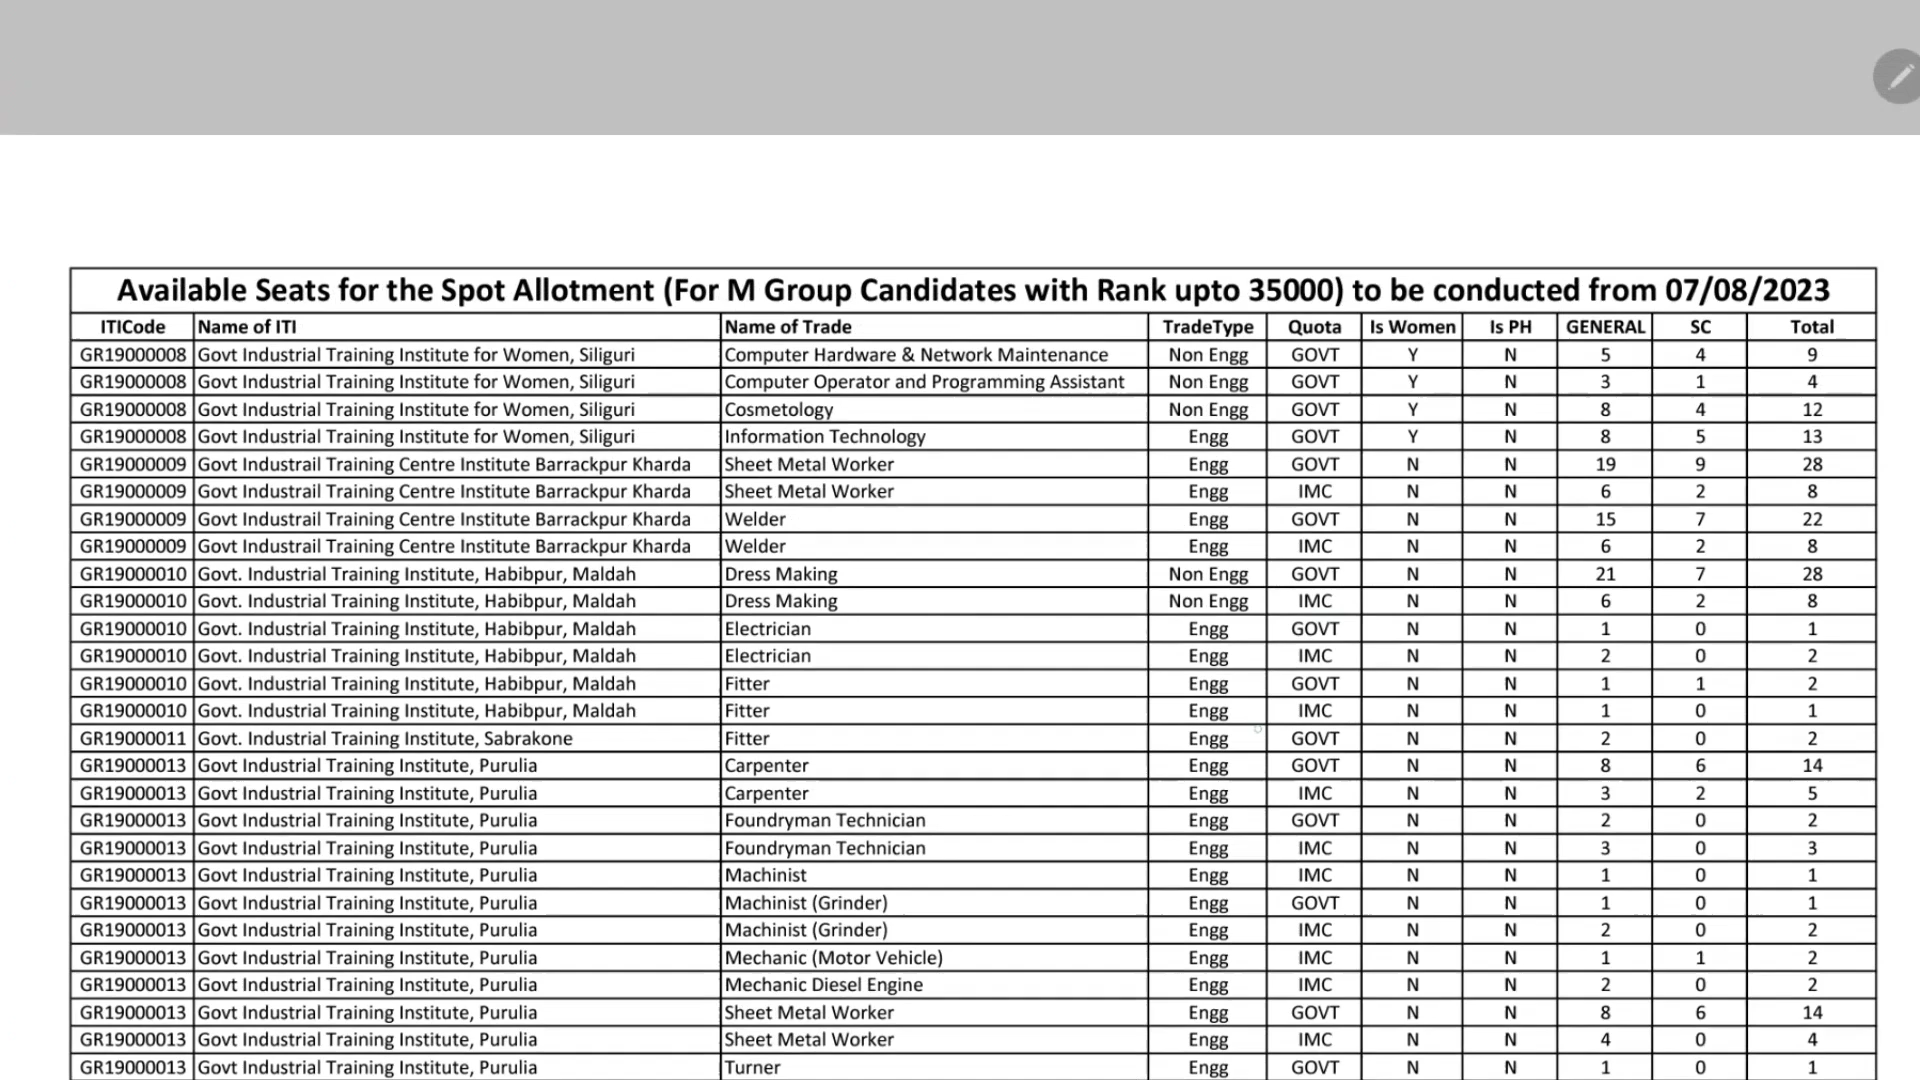 Available Seats for the Spot Allotment (For M Group Candidates with Rank upto 35000) to be conducted from 07/08/2023
ITICode Name of ITI Name of Trade TradeType Quota Is Women Is PH GENERAL SC Total
GR19000008 Govt Industrial Training Institute for Women, Siliguri Computer Hardware & Network Maintenance Non Engg GOVT Y N 5 4 9
GR19000008 Govt Industrial Training Institute for Women, Siliguri Computer Operator and Programming Assistant Non Engg GOVT Y N 3 1 4
GR19000008 Govt Industrial Training Institute for Women, Siliguri Cosmetology Non Engg GOVT Y N 8 4 12
GR19000008 Govt Industrial Training Institute for Women, Siliguri Information Technology Engg GOVT Y N 8 5 13
GR19000009 Govt Industrail Training Centre Institute Barrackpur Kharda Sheet Metal Worker Engg GOVT N N 19 9 28
GR19000009 Govt Industrail Training Centre Institute Barrackpur Kharda Sheet Metal Worker Engg IMC N N 6 2 8
GR19000009 Govt Industrail Training Centre Institute Barrackpur Kharda Welder Engg GOVT N N 15 7 22
GR19000009 Govt Industrail Training Centre Institute Barrackpur Kharda Welder Engg IMC N N 6 2 8
GR19000010 Govt. Industrial Training Institute, Habibpur, Maldah Dress Making Non Engg GOVT N N 21 7 28
GR19000010 Govt. Industrial Training Institute, Habibpur, Maldah Dress Making Non Engg IMC N N 6 2 8
GR19000010 Govt. Industrial Training Institute, Habibpur, Maldah Electrician Engg GOVT N N 1 0 1
GR19000010 Govt. Industrial Training Institute, Habibpur, Maldah Electrician Engg IMC N N 2 0 2
GR19000010 Govt. Industrial Training Institute, Habibpur, Maldah Fitter Engg GOVT N N 1 1 2
GR19000010 Govt. Industrial Training Institute, Habibpur, Maldah Fitter Engg IMC N N 1 0 1
GR19000011 Govt. Industrial Training Institute, Sabrakone Fitter Engg GOVT N N 2 0 2
GR19000013 Govt Industrial Training Institute, Purulia Carpenter Engg GOVT N N 8 6 14
GR19000013 Govt Industrial Training Institute, Purulia Carpenter Engg IMC N N 3 2 5
GR19000013 Govt Industrial Training Institute, Purulia Foundryman Technician Engg GOVT N N 2 0 2
GR19000013 Govt Industrial Training Institute, Purulia Foundryman Technician Engg IMC N N 3 0 3
GR19000013 Govt Industrial Training Institute, Purulia Machinist Engg IMC N N 1 0 1
GR19000013 Govt Industrial Training Institute, Purulia Machinist (Grinder) Engg GOVT N N 1 0 1
GR19000013 Govt Industrial Training Institute, Purulia Machinist (Grinder) Engg IMC N N 2 0 2
GR19000013 Govt Industrial Training Institute, Purulia Mechanic (Motor Vehicle) Engg IMC N N 1 1 2
GR19000013 Govt Industrial Training Institute, Purulia Mechanic Diesel Engine Engg IMC N N 2 0 2
GR19000013 Govt Industrial Training Institute, Purulia Sheet Metal Worker Engg GOVT N N 8 6 14
GR19000013 Govt Industrial Training Institute, Purulia Sheet Metal Worker Engg IMC N N 4 0 4
GR19000013 Govt Industrial Training Institute, Purulia Turner Engg GOVT N N 1 0 1